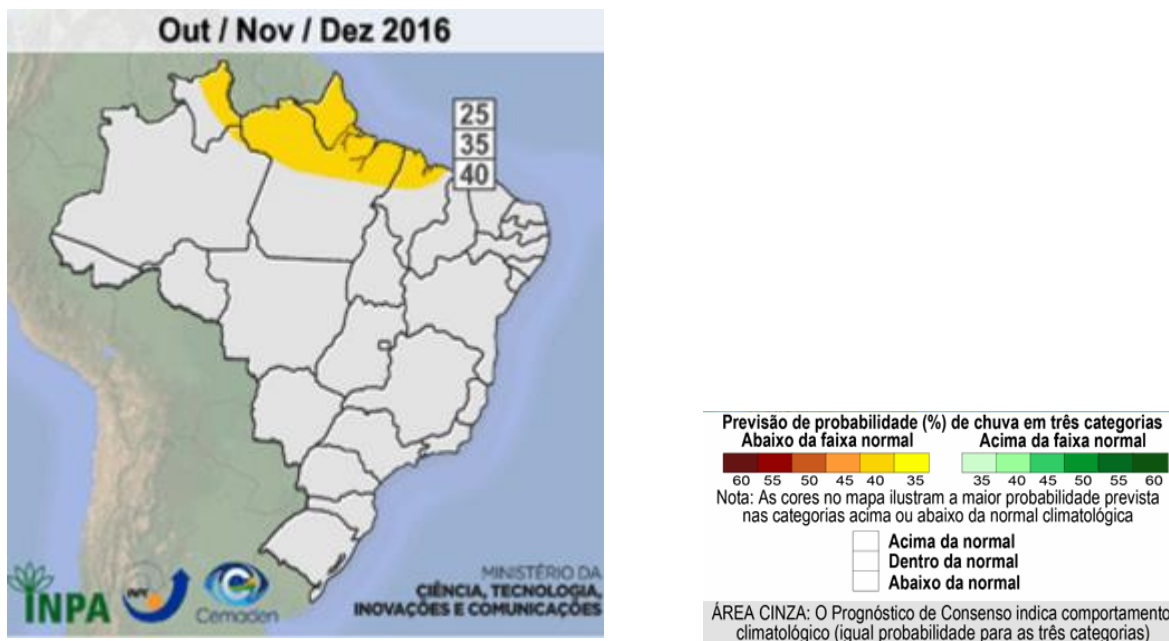 Out / Nov / Dez 2016
25
35
40
INPA
INPE
Cemaden
MINISTÉRIO DA
CIÊNCIA, TECNOLOGIA,
INOVAÇÕES E COMUNICAÇÕES
Previsão de probabilidade (%) de chuva em três categorias
Abaixo da faixa normal Acima da faixa normal
60 55 50 45 40 35 35 40 45 50 55 60
Nota: As cores no mapa ilustram a maior probabilidade prevista
nas categorias acima ou abaixo da normal climatológica
Acima da normal
Dentro da normal
Abaixo da normal
ÁREA CINZA: O Prognóstico de Consenso indica comportamento
climatológico (igual probabilidade para as três categorias)